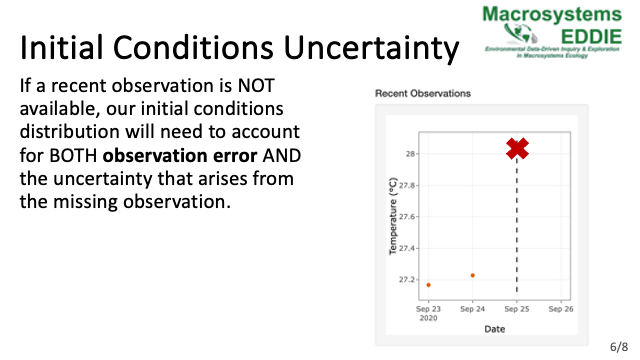 Initial Conditions Uncertainty
Macrosystems
EDDIE
Environmental Data-Driven Inquiry & Exploration
in Macrosystems Ecology
If a recent observation is NOT
available, our initial conditions
distribution will need to account
for BOTH observation error AND
the uncertainty that arises from
the missing observation.
Recent Observations
Temperature (°C)
28
27.8
27.6
27.4
27.2
Sep 23 Sep 24 Sep 25 Sep 26
2020
Date
6/8